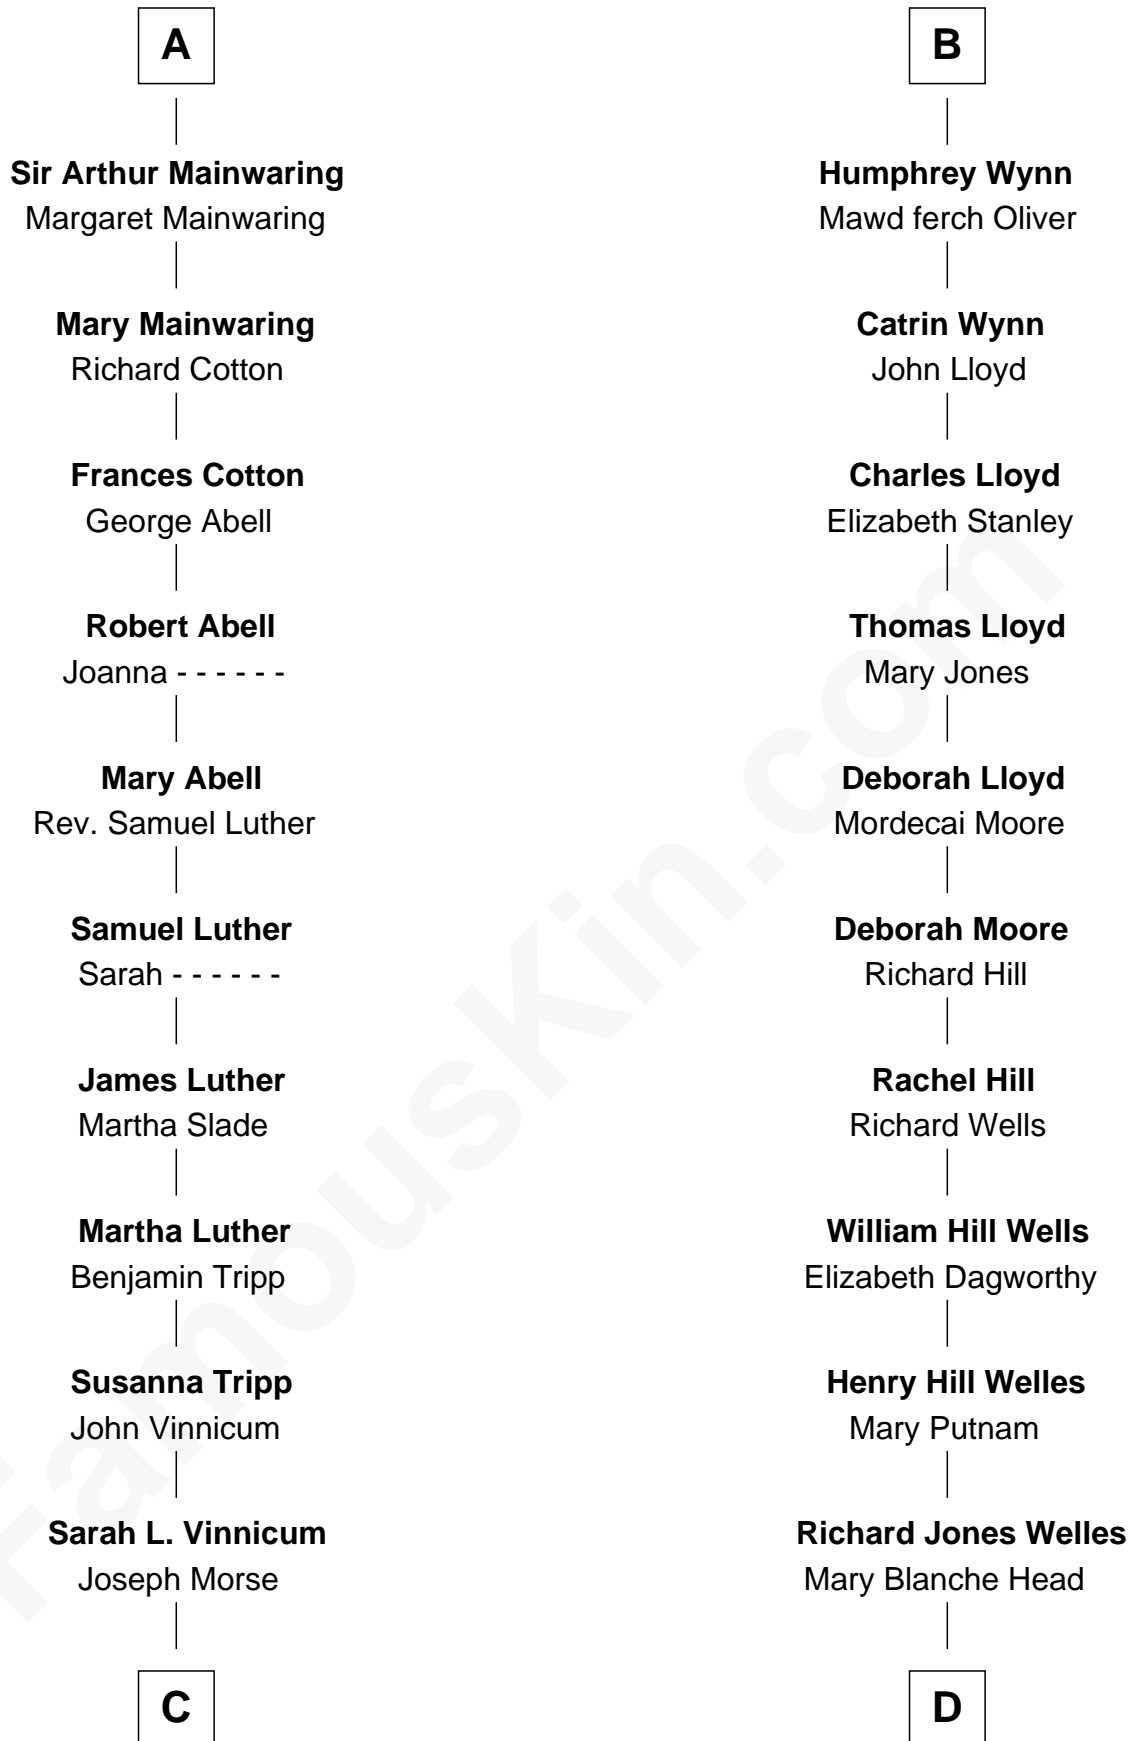 A
Sir Arthur Mainwaring
Margaret Mainwaring
Mary Mainwaring
Richard Cotton
Frances Cotton
George Abell
Robert Abell
Joanna - - - - - -
Mary Abell
Rev. Samuel Luther
Samuel Luther
Sarah - - - - - -
James Luther
Martha Slade
Martha Luther
Benjamin Tripp
Susanna Tripp
John Vinnicum
Sarah L. Vinnicum
Joseph Morse
C
B
Humphrey Wynn
Mawd ferch Oliver
Catrin Wynn
John Lloyd
Charles Lloyd
Elizabeth Stanley
Thomas Lloyd
Mary Jones
Deborah Lloyd
Mordecai Moore
Deborah Moore
Richard Hill
Rachel Hill
Richard Wells
William Hill Wells
Elizabeth Dagworthy
Henry Hill Welles
Mary Putnam
Richard Jones Welles
Mary Blanche Head
D
FamousKin.com